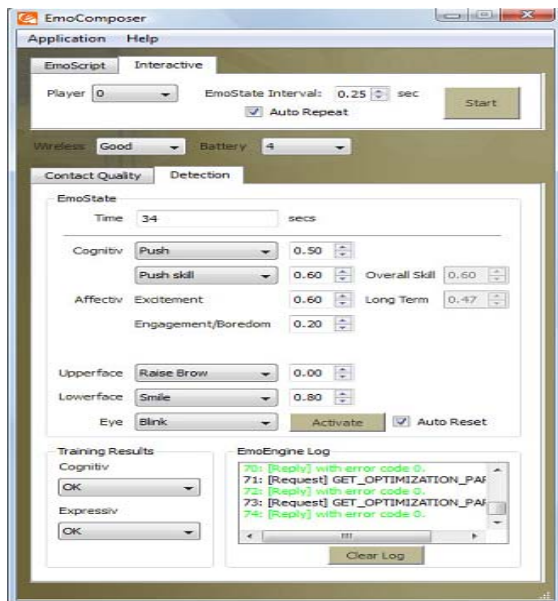 EmoComposer
Application Help
EmoScript Interactive
Player 0 EmoState Interval: 0.25 sec
Auto Repeat
Start
Wireless Good Battery 4
Contact Quality Detection
EmoState
Time 34 secs
Cognitiv Push 0.50
Push skill 0.60 Overall Skill 0.60
Affectiv Excitement 0.60 Long Term 0.47
Engagement/Boredom 0.20
Upperface Raise Brow 0.00
Lowerface Smile 0.80
Eye Blink Activate Auto Reset
Training Results
Cognitiv
OK
Expressiv
OK
EmoEngine Log
70: [Reply] with error code 0.
71: [Request] GET_OPTIMIZATION_PAR
72: [Reply] with error code 0.
73: [Request] GET_OPTIMIZATION_PAR
74: [Reply] with error code 0.
Clear Log